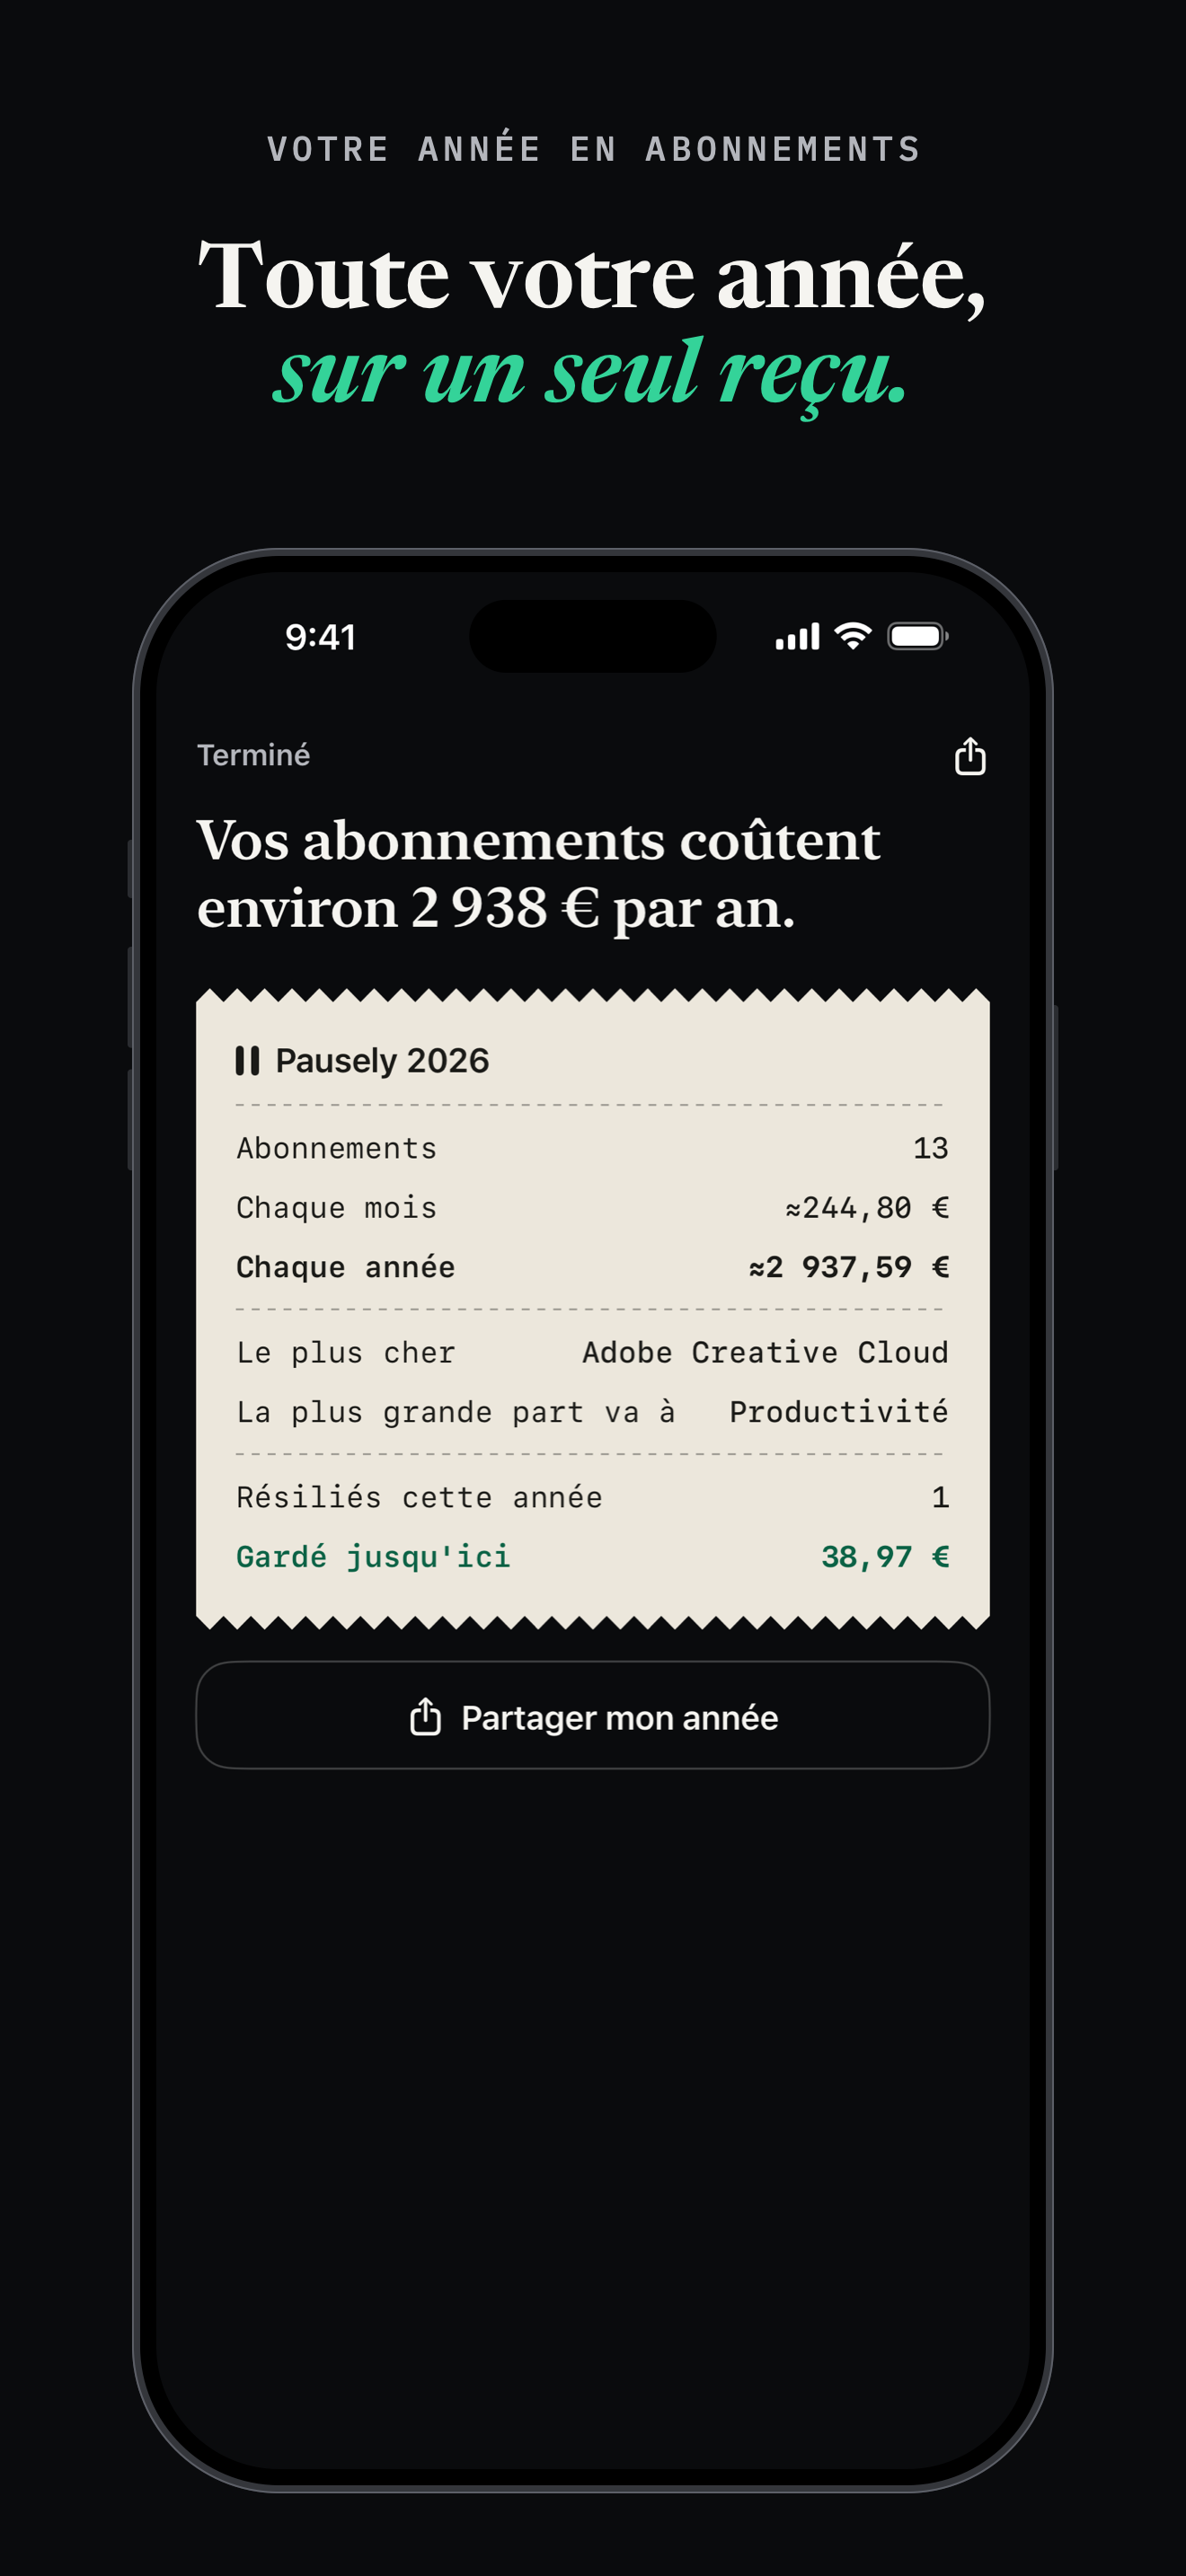 VOTRE ANNÉE EN ABONNEMENTS
Toute votre année,
sur un seul reçu.
9:41
Terminé
Vos abonnements coûtent
environ 2 938 € par an.
Pausely 2026
Abonnements 13
Chaque mois ≈244,80 €
Chaque année ≈2 937,59 €
Le plus cher Adobe Creative Cloud
La plus grande part va à Productivité
Résiliés cette année 1
Gardé jusqu'ici 38,97 €
Partager mon année